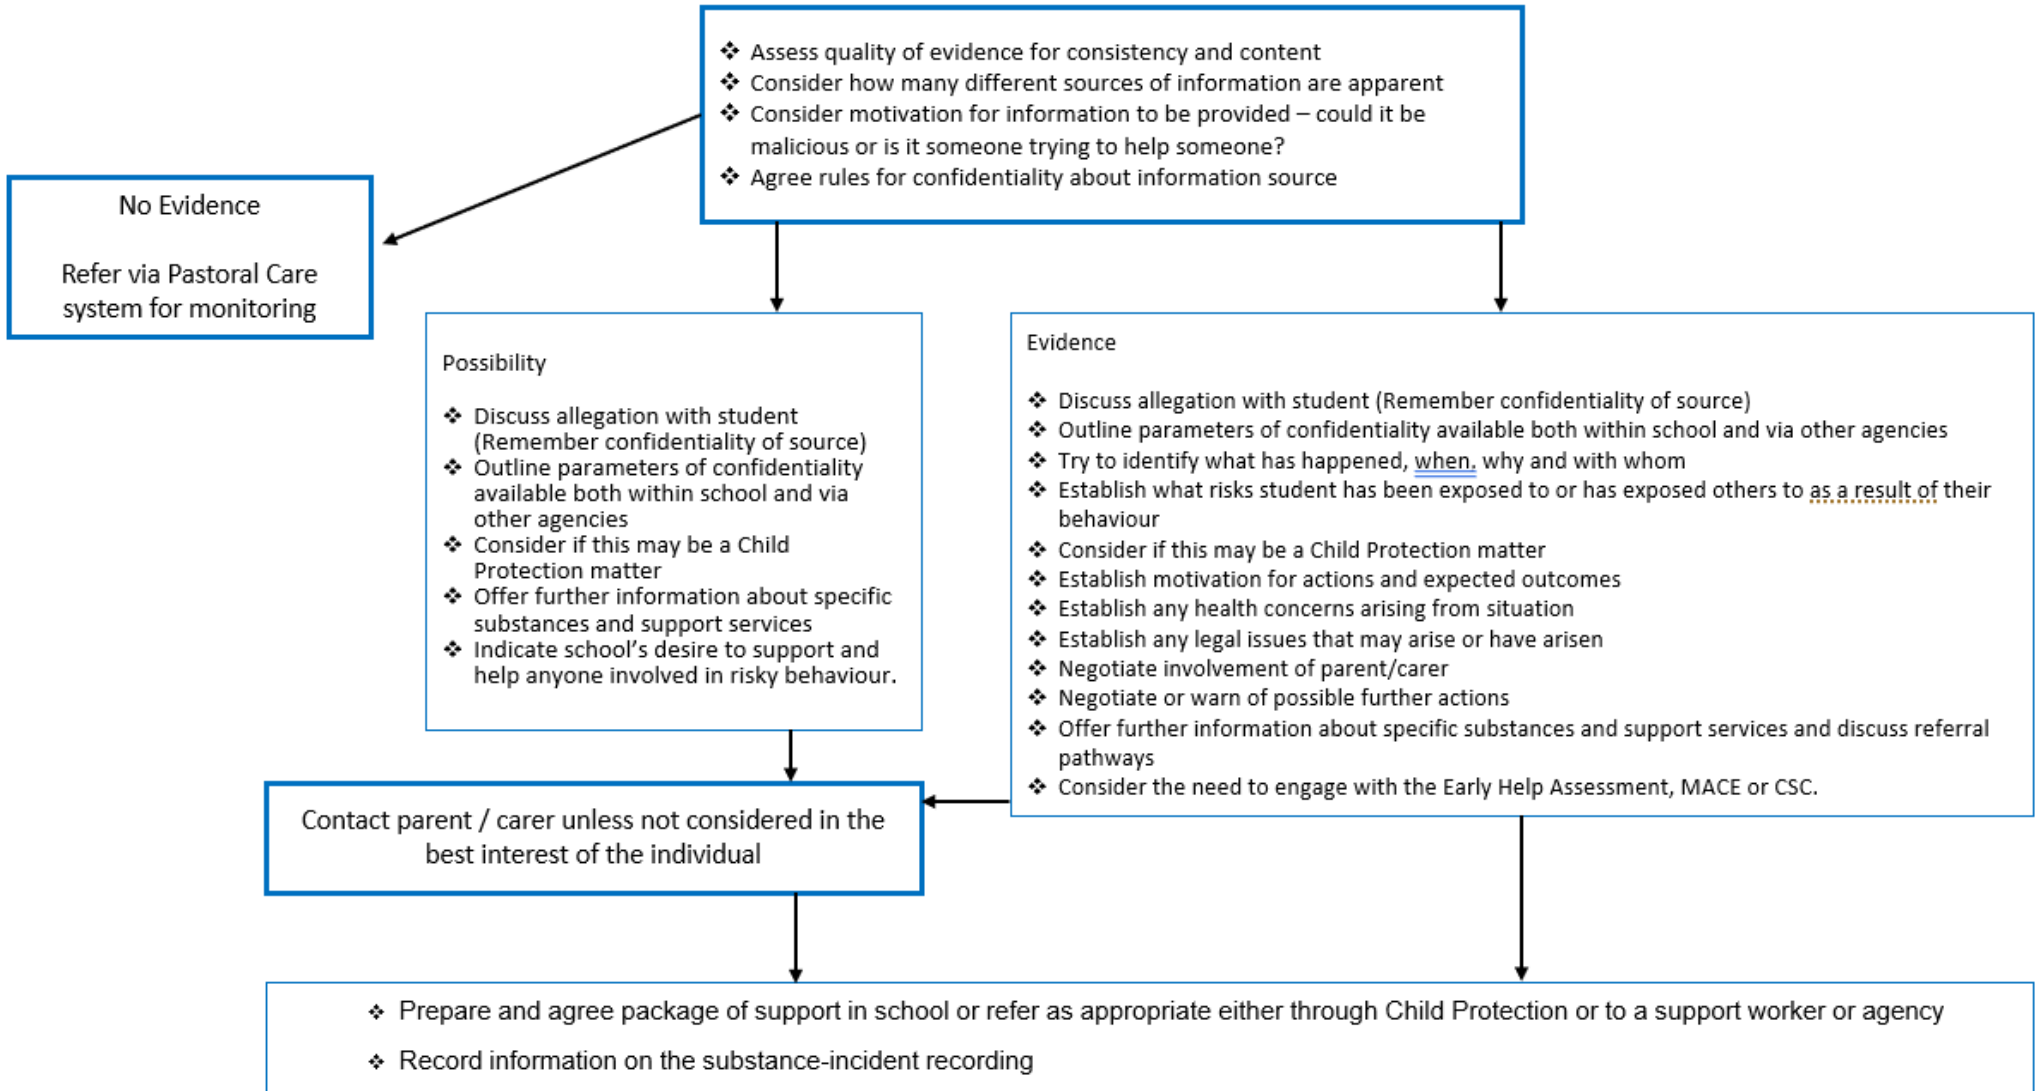 ❖ Assess quality of evidence for consistency and content
❖ Consider how many different sources of information are apparent
❖ Consider motivation for information to be provided – could it be
malicious or is it someone trying to help someone?
❖ Agree rules for confidentiality about information source
No Evidence
Refer via Pastoral Care
system for monitoring
Possibility
❖ Discuss allegation with student
(Remember confidentiality of source)
❖ Outline parameters of confidentiality
available both within school and via
other agencies
❖ Consider if this may be a Child
Protection matter
❖ Offer further information about specific
substances and support services
❖ Indicate school’s desire to support and
help anyone involved in risky behaviour.
Evidence
❖ Discuss allegation with student (Remember confidentiality of source)
❖ Outline parameters of confidentiality available both within school and via other agencies
❖ Try to identify what has happened, when. why and with whom
❖ Establish what risks student has been exposed to or has exposed others to as a result of their
behaviour
❖ Consider if this may be a Child Protection matter
❖ Establish motivation for actions and expected outcomes
❖ Establish any health concerns arising from situation
❖ Establish any legal issues that may arise or have arisen
❖ Negotiate involvement of parent/carer
❖ Negotiate or warn of possible further actions
❖ Offer further information about specific substances and support services and discuss referral
pathways
❖ Consider the need to engage with the Early Help Assessment, MACE or CSC.
Contact parent / carer unless not considered in the
best interest of the individual
❖ Prepare and agree package of support in school or refer as appropriate either through Child Protection or to a support worker or agency
❖ Record information on the substance-incident recording